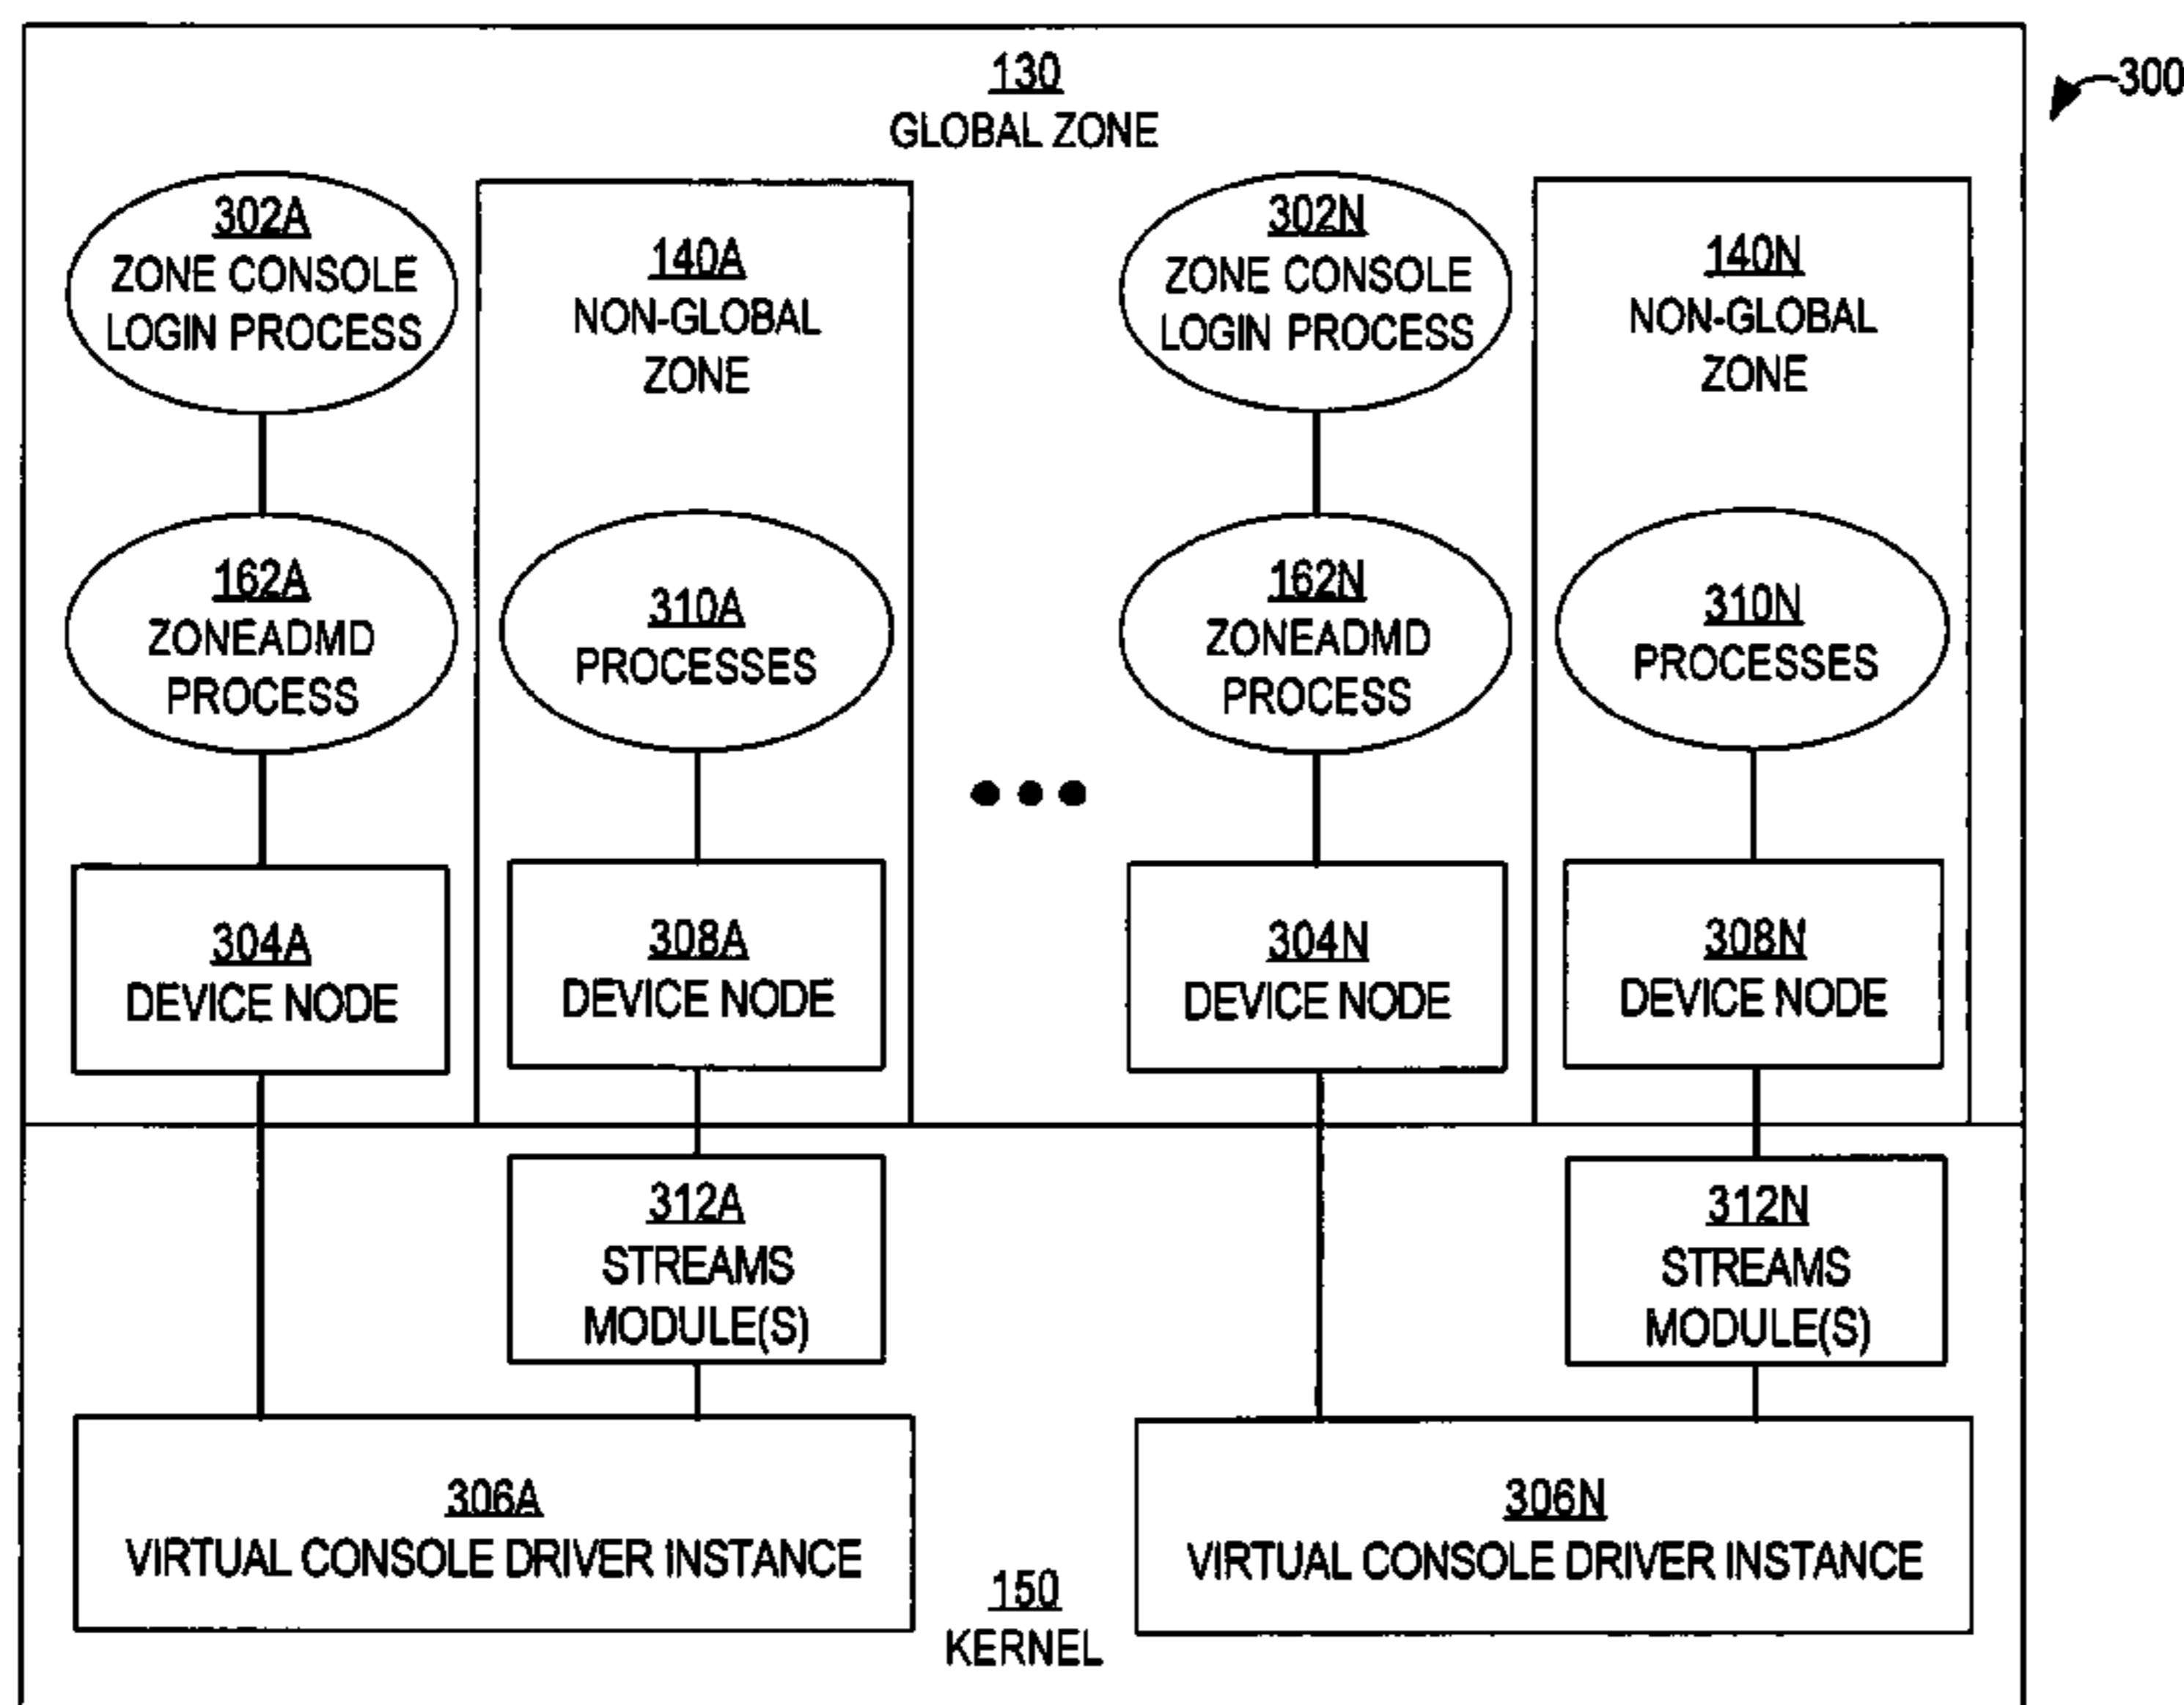 130
GLOBAL ZONE
300
302A
ZONE CONSOLE
LOGIN PROCESS
140A
NON-GLOBAL
ZONE
302N
ZONE CONSOLE
LOGIN PROCESS
140N
NON-GLOBAL
ZONE
162A
ZONEADMD
PROCESS
310A
PROCESSES
162N
ZONEADMD
PROCESS
310N
PROCESSES
304A
DEVICE NODE
308A
DEVICE NODE
304N
DEVICE NODE
308N
DEVICE NODE
312A
STREAMS
MODULE(S)
312N
STREAMS
MODULE(S)
306A
VIRTUAL CONSOLE DRIVER INSTANCE
306N
VIRTUAL CONSOLE DRIVER INSTANCE
150
KERNEL